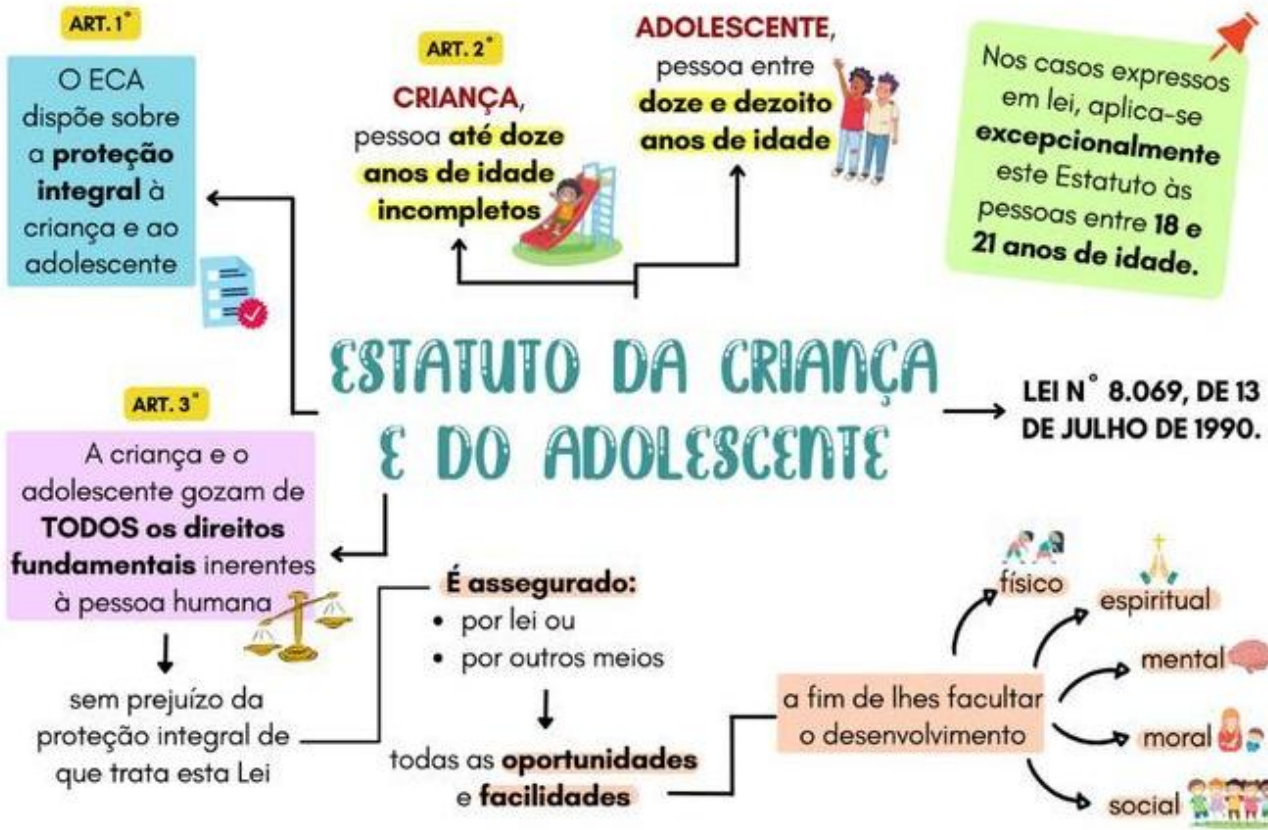 ART. 1°
O ECA
dispõe sobre
a proteção
integral à
criança e ao
adolescente
ART. 2°
CRIANÇA,
pessoa até doze
anos de idade
incompletos
ADOLESCENTE,
pessoa entre
doze e dezoito
anos de idade
Nos casos expressos
em lei, aplica-se
excepcionalmente
este Estatuto às
pessoas entre 18 e
21 anos de idade.
ESTATUTO DA CRIANÇA
E DO ADOLESCENTE
LEI N° 8.069, DE 13
DE JULHO DE 1990.
ART. 3°
A criança e o
adolescente gozam de
TODOS os direitos
fundamentais inerentes
à pessoa humana
sem prejuízo da
proteção integral de
que trata esta Lei
É assegurado:
• por lei ou
• por outros meios
todas as oportunidades
e facilidades
a fim de lhes facultar
o desenvolvimento
físico
espiritual
mental
moral
social